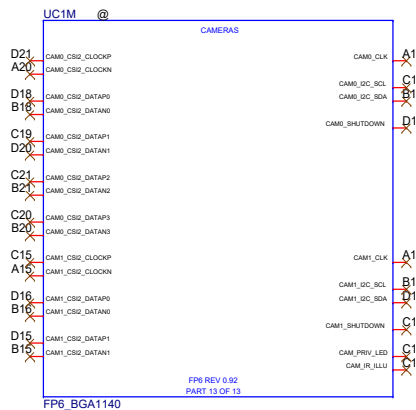 UC1M @
CAMERAS
D21 CAM0_CSI2_CLOCKP
A20 CAM0_CSI2_CLOCKN
D18 CAM0_CSI2_DATAP0
B18 CAM0_CSI2_DATAN0
C19 CAM0_CSI2_DATAP1
D20 CAM0_CSI2_DATAN1
C21 CAM0_CSI2_DATAP2
B21 CAM0_CSI2_DATAN2
C20 CAM0_CSI2_DATAP3
B20 CAM0_CSI2_DATAN3
C15 CAM1_CSI2_CLOCKP
A15 CAM1_CSI2_CLOCKN
D16 CAM1_CSI2_DATAP0
B16 CAM1_CSI2_DATAN0
D15 CAM1_CSI2_DATAP1
B15 CAM1_CSI2_DATAN1
CAM0_CLK A1
CAM0_I2C_SCL C1
CAM0_I2C_SDA B1
CAM0_SHUTDOWN D1
CAM1_CLK A1
CAM1_I2C_SCL B1
CAM1_I2C_SDA D1
CAM1_SHUTDOWN C1
CAM_PRIV_LED C1
CAM_IR_ILLU C1
FP6 REV 0.92
PART 13 OF 13
FP6_BGA1140